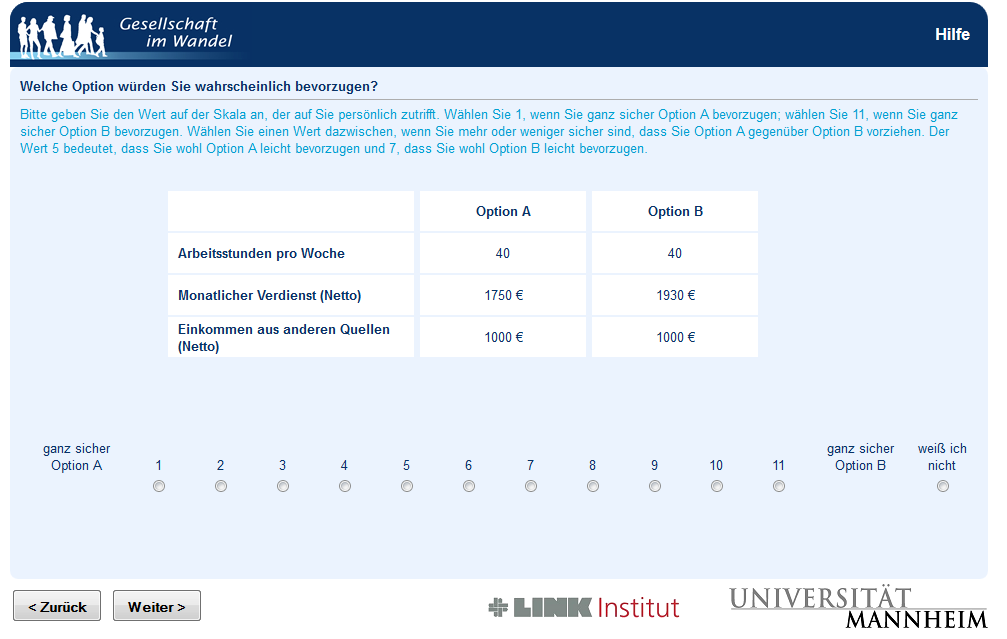 Gesellschaft
im Wandel
Hilfe
Welche Option würden Sie wahrscheinlich bevorzugen?
Bitte geben Sie den Wert auf der Skala an, der auf Sie persönlich zutrifft. Wählen Sie 1, wenn Sie ganz sicher Option A bevorzugen; wählen Sie 11, wenn Sie ganz
sicher Option B bevorzugen. Wählen Sie einen Wert dazwischen, wenn Sie mehr oder weniger sicher sind, dass Sie Option A gegenüber Option B vorziehen. Der
Wert 5 bedeutet, dass Sie wohl Option A leicht bevorzugen und 7, dass Sie wohl Option B leicht bevorzugen.
Option A Option B
Arbeitsstunden pro Woche 40 40
Monatlicher Verdienst (Netto) 1750 € 1930 €
Einkommen aus anderen Quellen
(Netto) 1000 € 1000 €
ganz sicher
Option A
1 2 3 4 5 6 7 8 9 10 11
ganz sicher
Option B
weiß ich
nicht
< Zurück Weiter >
LINK Institut
UNIVERSITÄT
MANNHEIM